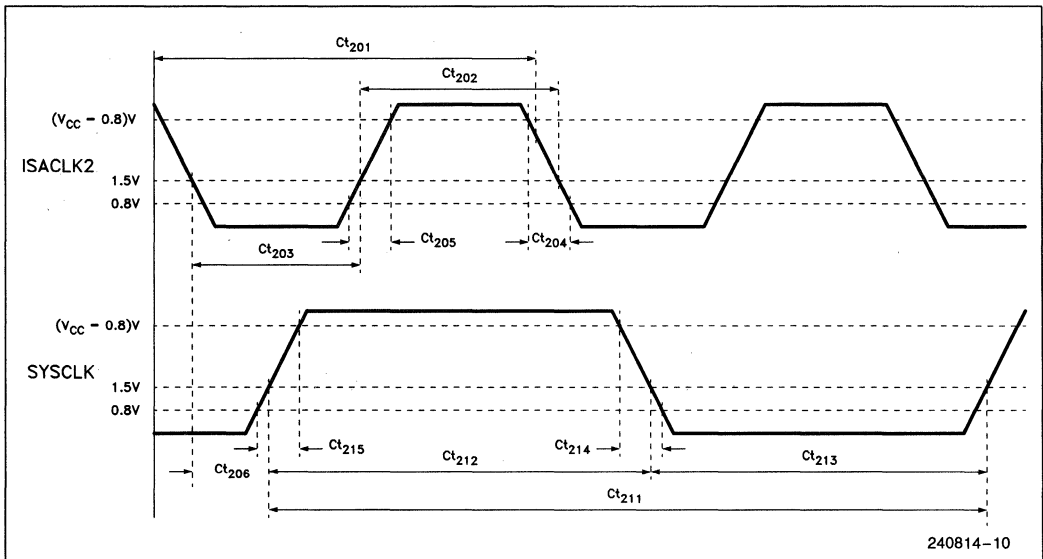 Ct201
Ct202
(VCC − 0.8)V
ISACLK2
1.5V
0.8V
Ct205
Ct204
Ct203
(VCC − 0.8)V
SYSCLK
1.5V
0.8V
Ct206
Ct215
Ct212
Ct214
Ct213
Ct211
240814–10